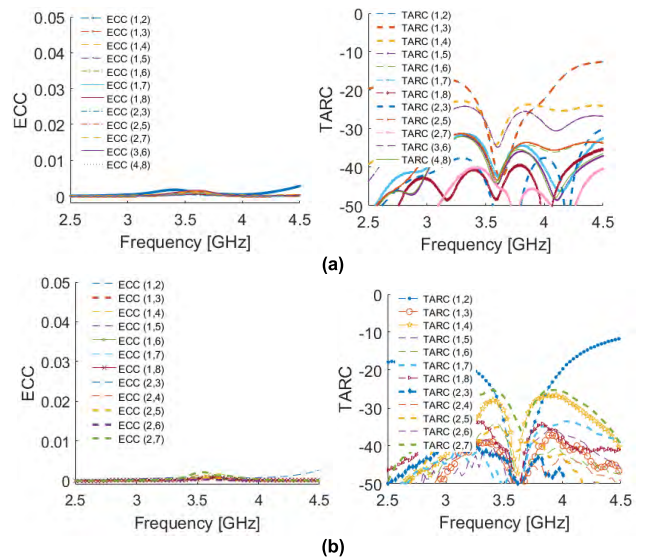 0.05
0.04
0.03
0.02
0.01
0
ECC
2.5 3 3.5 4 4.5
Frequency [GHz]
ECC (1,2)
ECC (1,3)
ECC (1,4)
ECC (1,5)
ECC (1,6)
ECC (1,7)
ECC (1,8)
ECC (2,3)
ECC (2,5)
ECC (2,7)
ECC (3,6)
ECC (4,8)
0
-10
-20
-30
-40
-50
TARC
2.5 3 3.5 4 4.5
Frequency [GHz]
TARC (1,2)
TARC (1,3)
TARC (1,4)
TARC (1,5)
TARC (1,6)
TARC (1,7)
TARC (1,8)
TARC (2,3)
TARC (2,5)
TARC (2,7)
TARC (3,6)
TARC (4,8)
(a)
0.05
0.04
0.03
0.02
0.01
0
ECC
2.5 3 3.5 4 4.5
Frequency [GHz]
ECC (1,2)
ECC (1,3)
ECC (1,4)
ECC (1,5)
ECC (1,6)
ECC (1,7)
ECC (1,8)
ECC (2,3)
ECC (2,4)
ECC (2,5)
ECC (2,6)
ECC (2,7)
0
-10
-20
-30
-40
-50
TARC
2.5 3 3.5 4 4.5
Frequency [GHz]
TARC (1,2)
TARC (1,3)
TARC (1,4)
TARC (1,5)
TARC (1,6)
TARC (1,7)
TARC (1,8)
TARC (2,3)
TARC (2,4)
TARC (2,5)
TARC (2,6)
TARC (2,7)
(b)